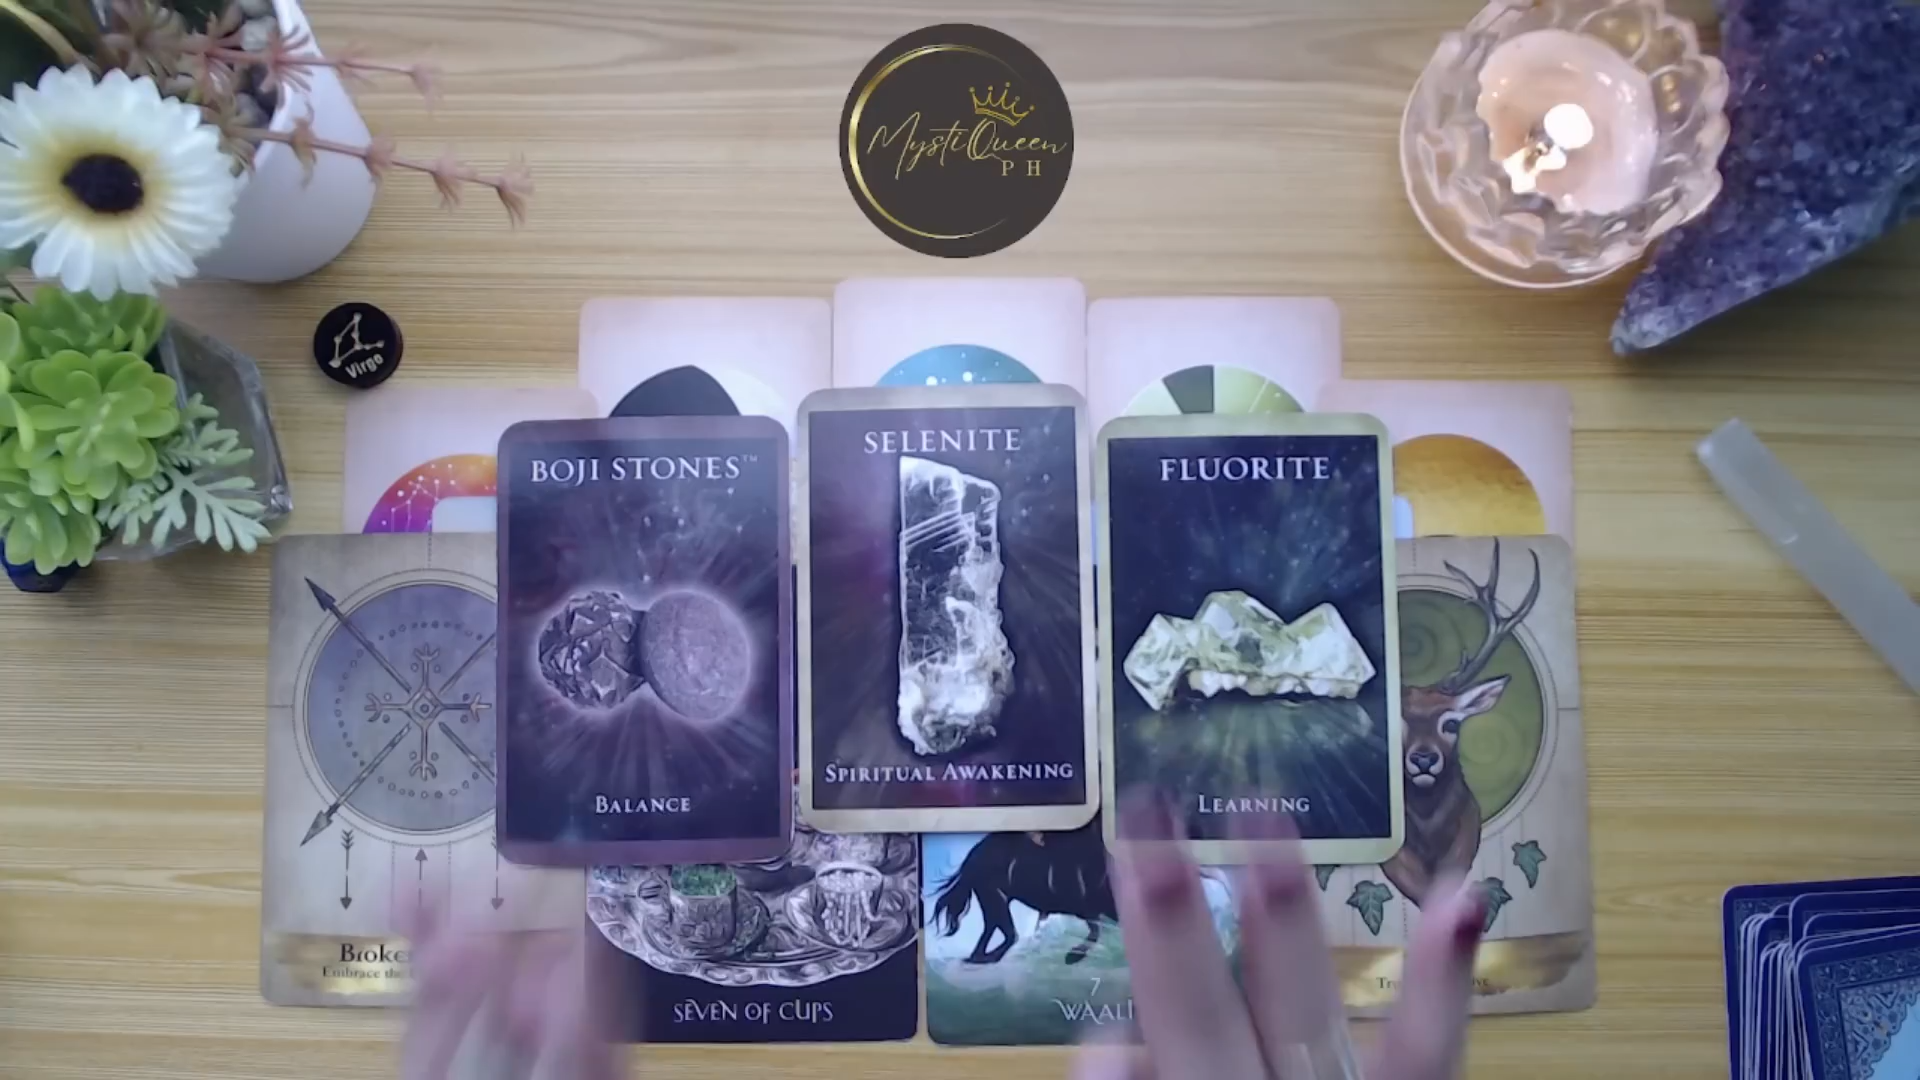 MystiQueen
PH
Virgo
BOJI STONES™
SELENITE
FLUORITE
BALANCE
SPIRITUAL AWAKENING
LEARNING
SEVEN OF CUPS
7